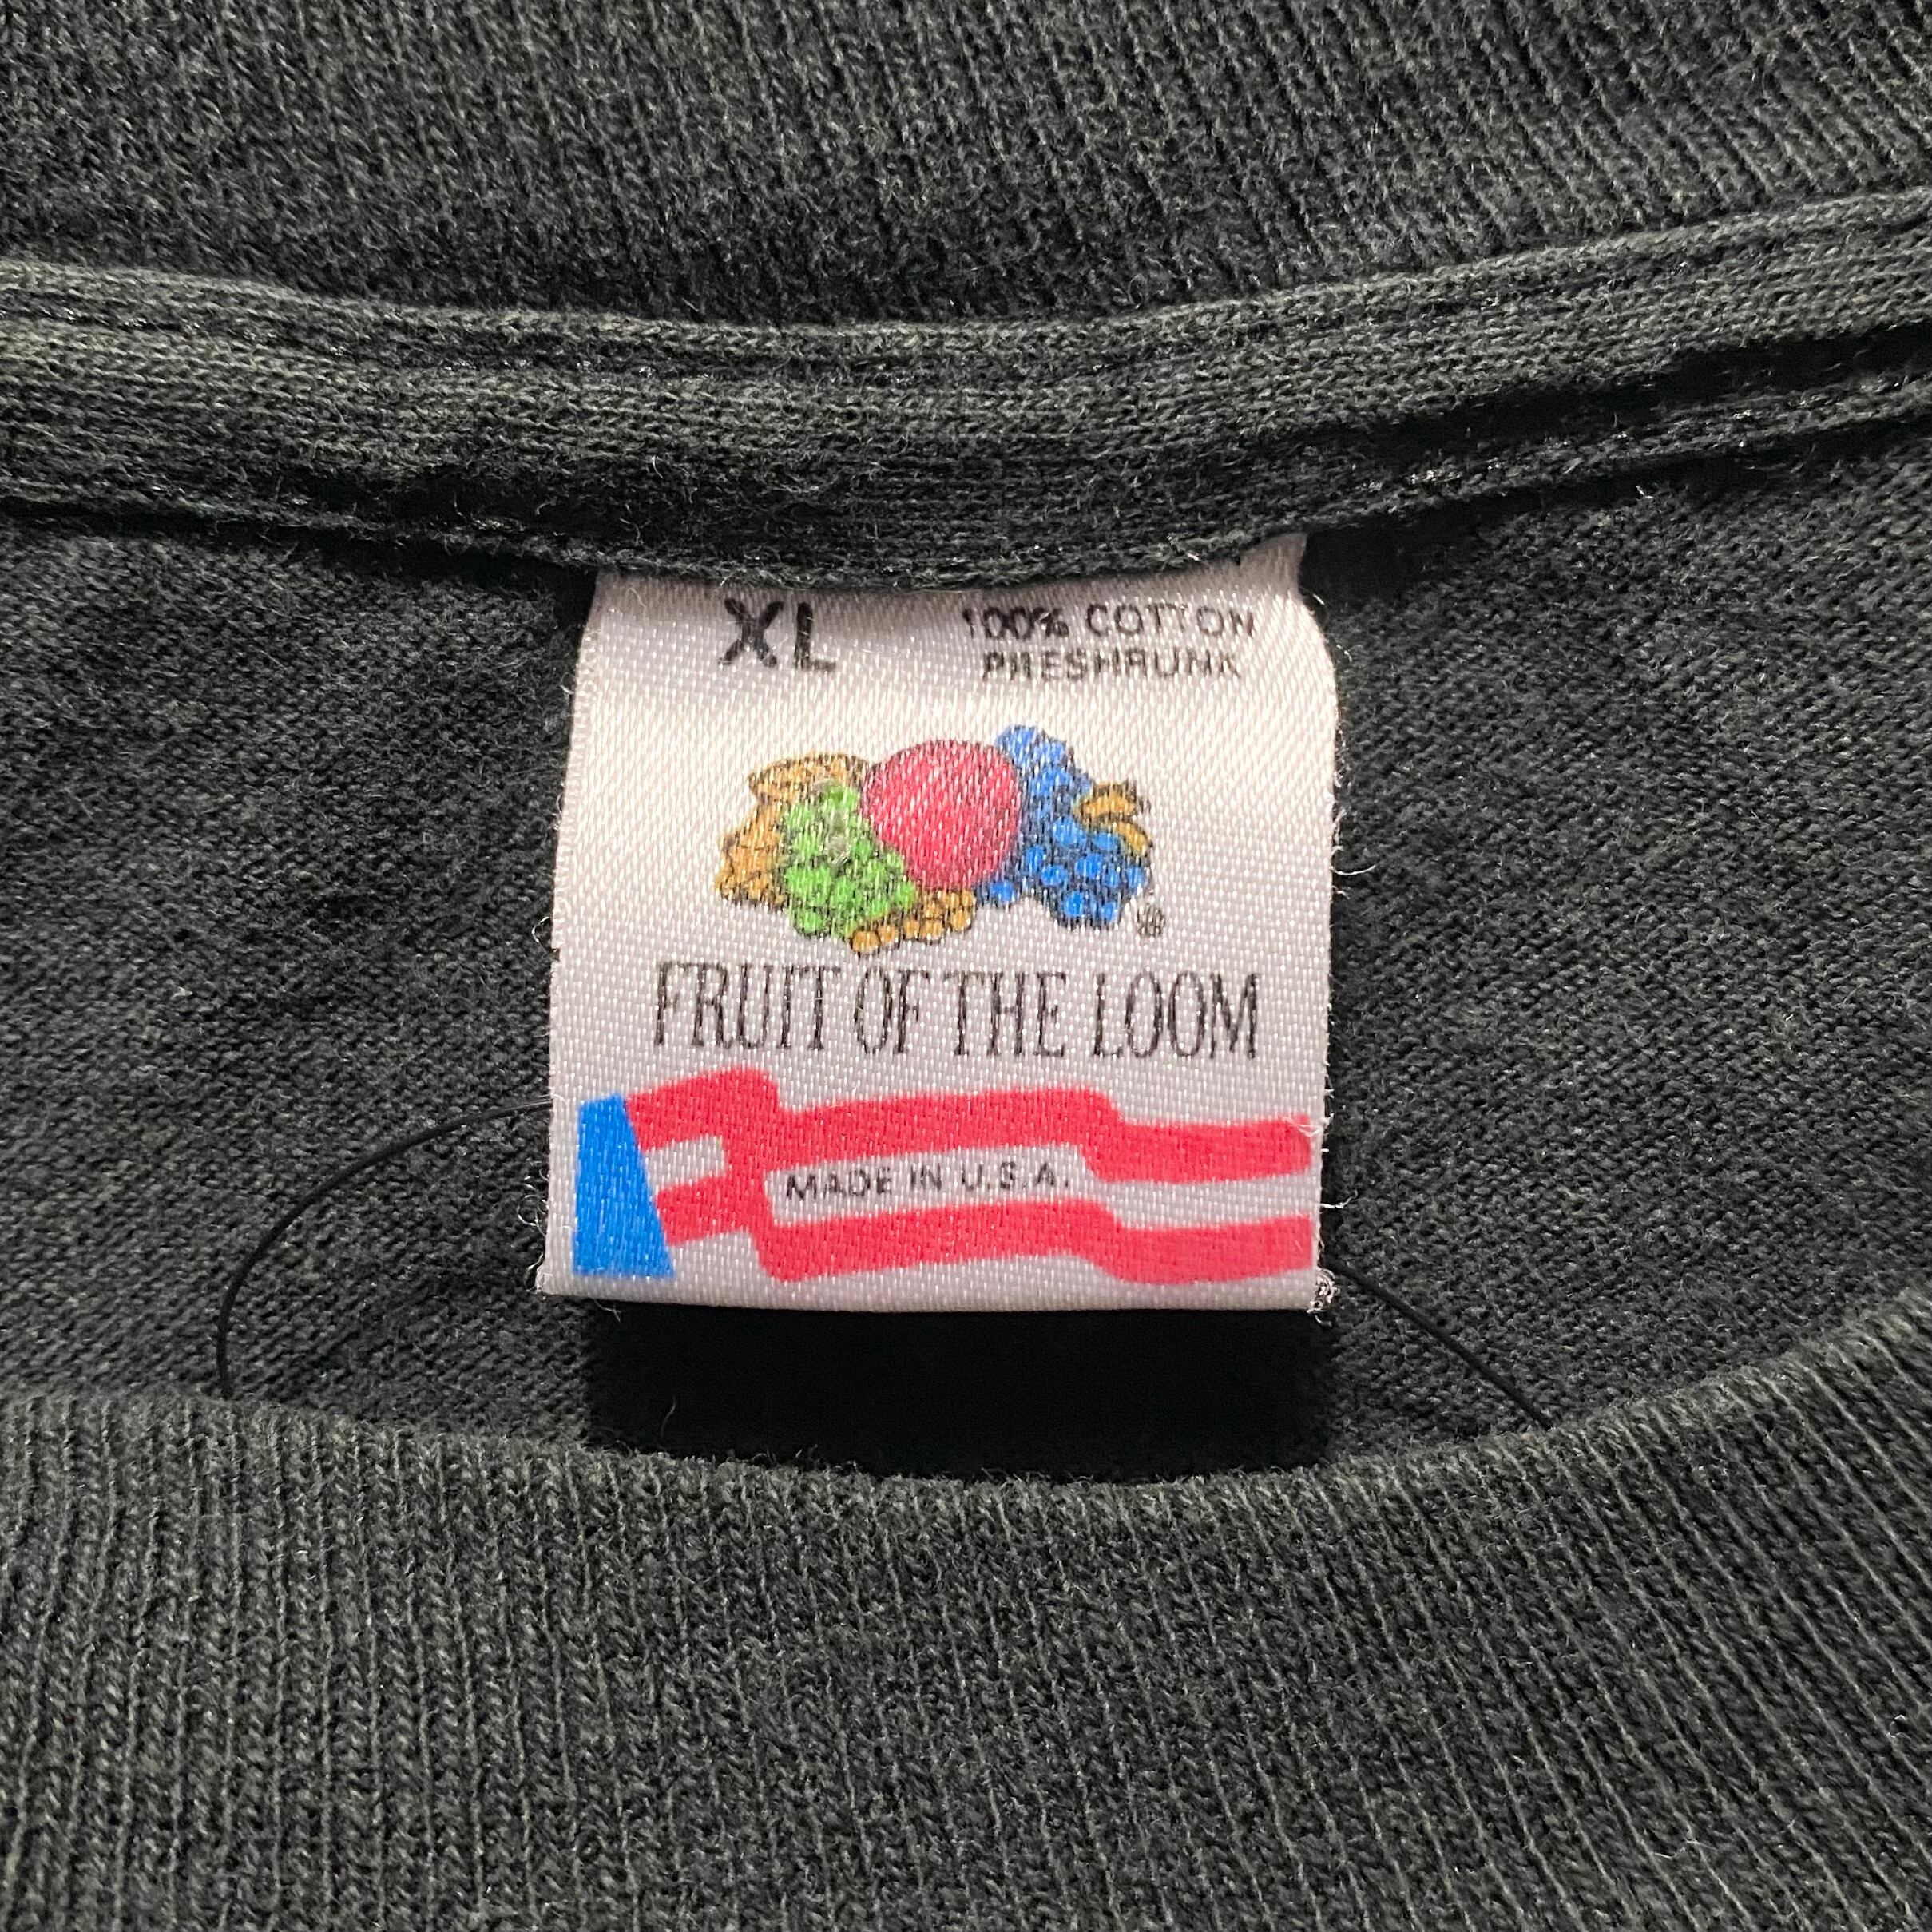 XL
100% COTTON
PRESHRUNK
®
FRUIT OF THE LOOM
MADE IN U.S.A.